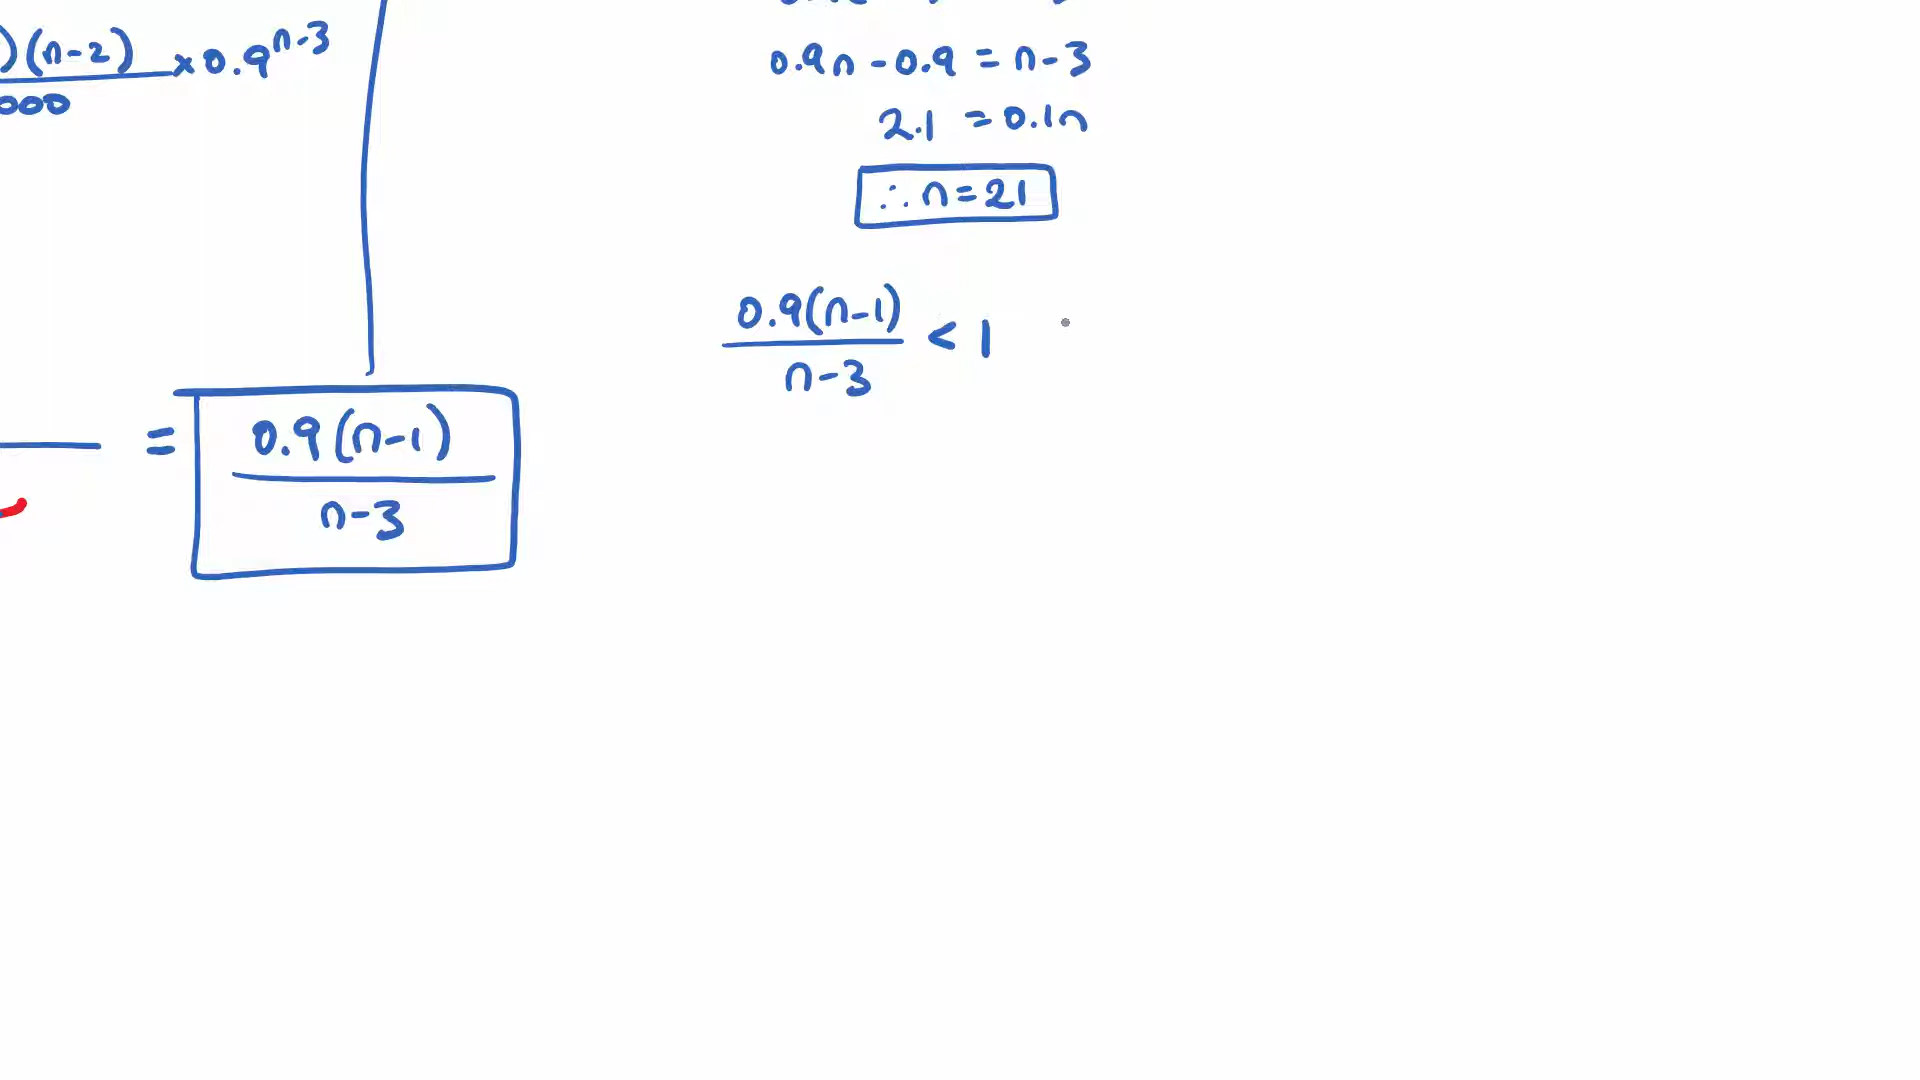 )(n-2) × 0.9^{n-3}
000
0.9n - 0.9 = n-3
2.1 = 0.1n
∴ n=21
0.9(n-1) < 1
n-3
= 0.9(n-1)
n-3